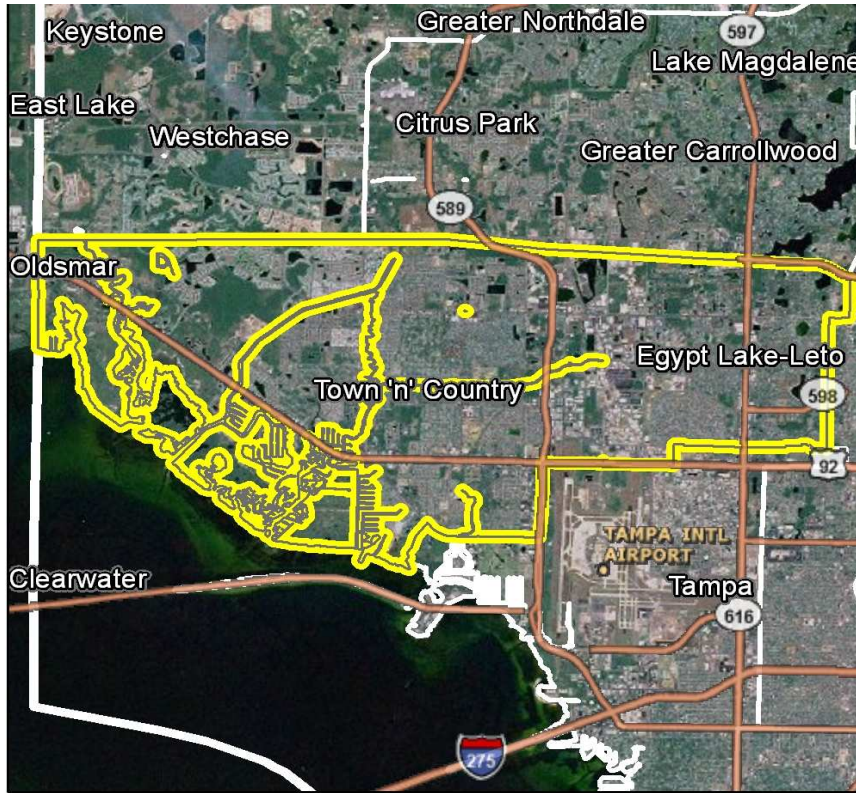 Keystone
Greater Northdale
597
Lake Magdalene
East Lake
Westchase
Citrus Park
Greater Carrollwood
589
Oldsmar
Egypt Lake-Leto
Town 'n' Country
598
92
TAMPA INTL
AIRPORT
Clearwater
Tampa
616
275